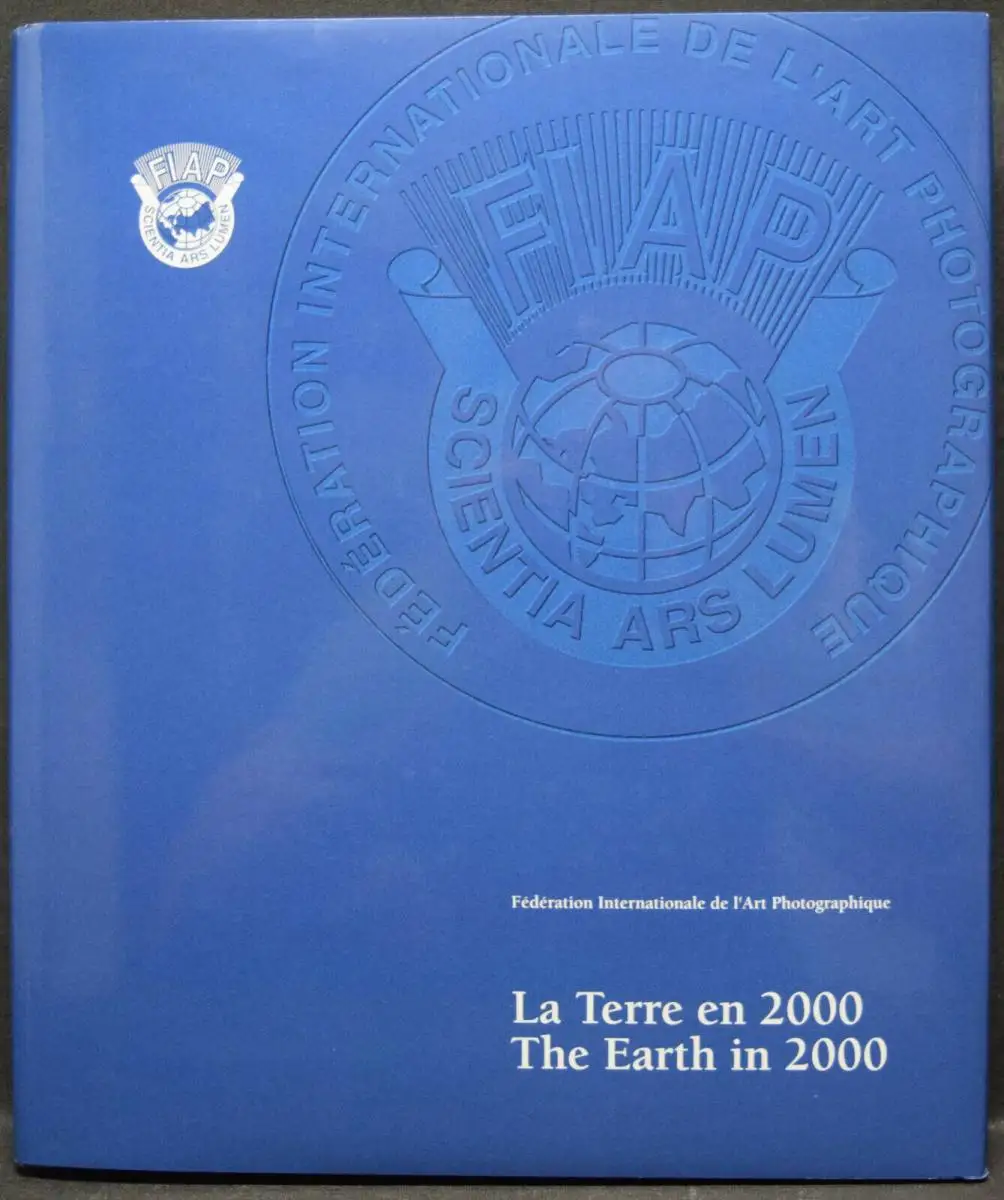 FÉDÉRATION INTERNATIONALE DE L'ART PHOTOGRAPHIQUE
FIAP
SCIENTIA ARS LUMEN
FIAP
SCIENTIA ARS LUMEN
Fédération Internationale de l'Art Photographique
La Terre en 2000
The Earth in 2000